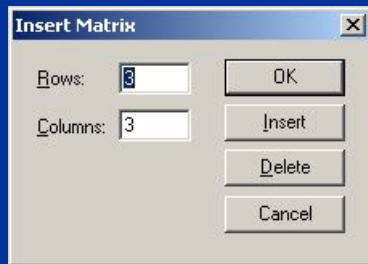 Insert Matrix
Rows: 3 OK
Columns: 3 Insert
Delete
Cancel